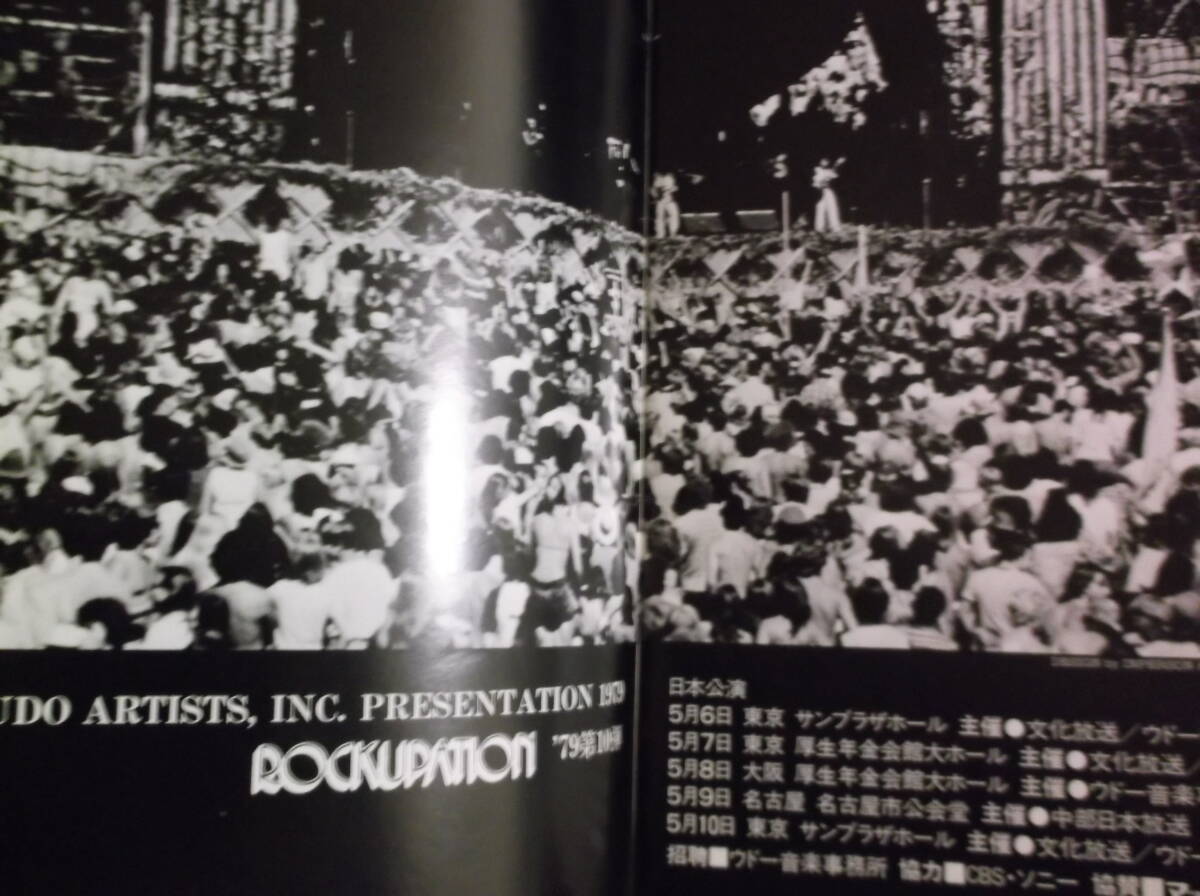 UDO ARTISTS, INC. PRESENTATION 1979
ROCKUPATION '79第10弾
日本公演
5月6日 東京 サンプラザホール 主催●文化放送／ウドー
5月7日 東京 厚生年金会館大ホール 主催●文化放送／
5月8日 大阪 厚生年金会館大ホール 主催●ウドー音楽
5月9日 名古屋 名古屋市公会堂 主催●中部日本放送
5月10日 東京 サンプラザホール 主催●文化放送／ウドー
招聘■ウドー音楽事務所 協力■CBS・ソニー 協賛■